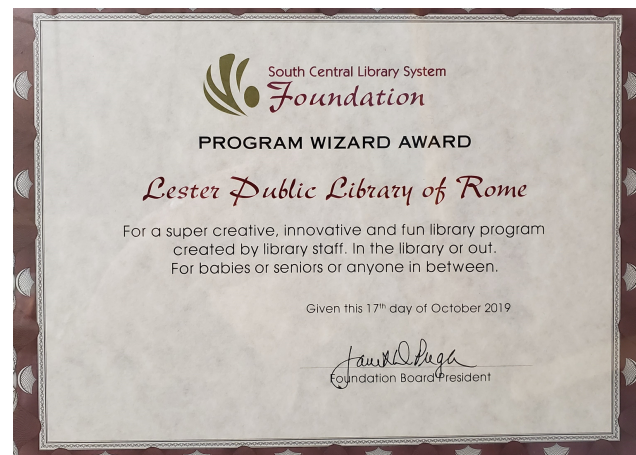 South Central Library System
Foundation
PROGRAM WIZARD AWARD
Lester Public Library of Rome
For a super creative, innovative and fun library program
created by library staff. In the library or out.
For babies or seniors or anyone in between.
Given this 17th day of October 2019
Foundation Board President